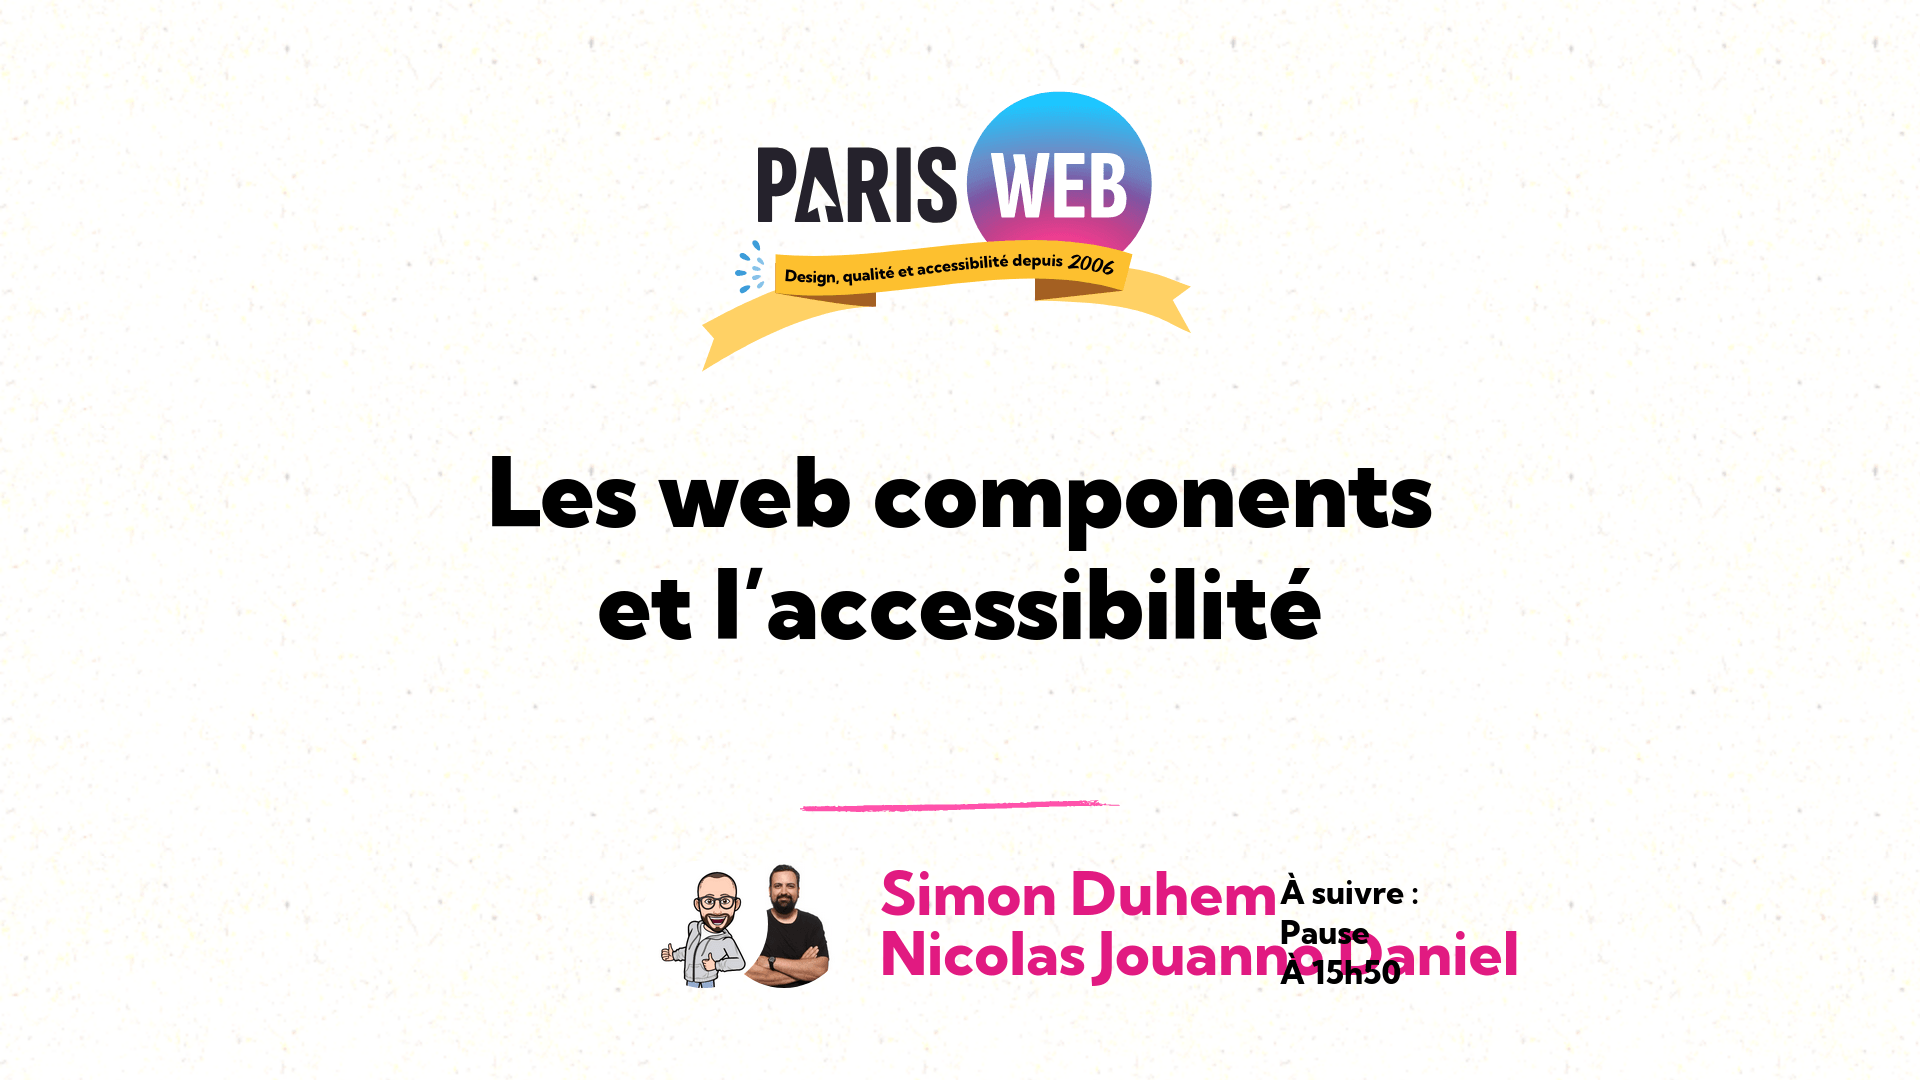 PARIS WEB
Design, qualité et accessibilité depuis 2006
Les web components
et l’accessibilité
Simon Duhem
Nicolas Jouanno Daniel
À suivre :
Pause
À 15h50